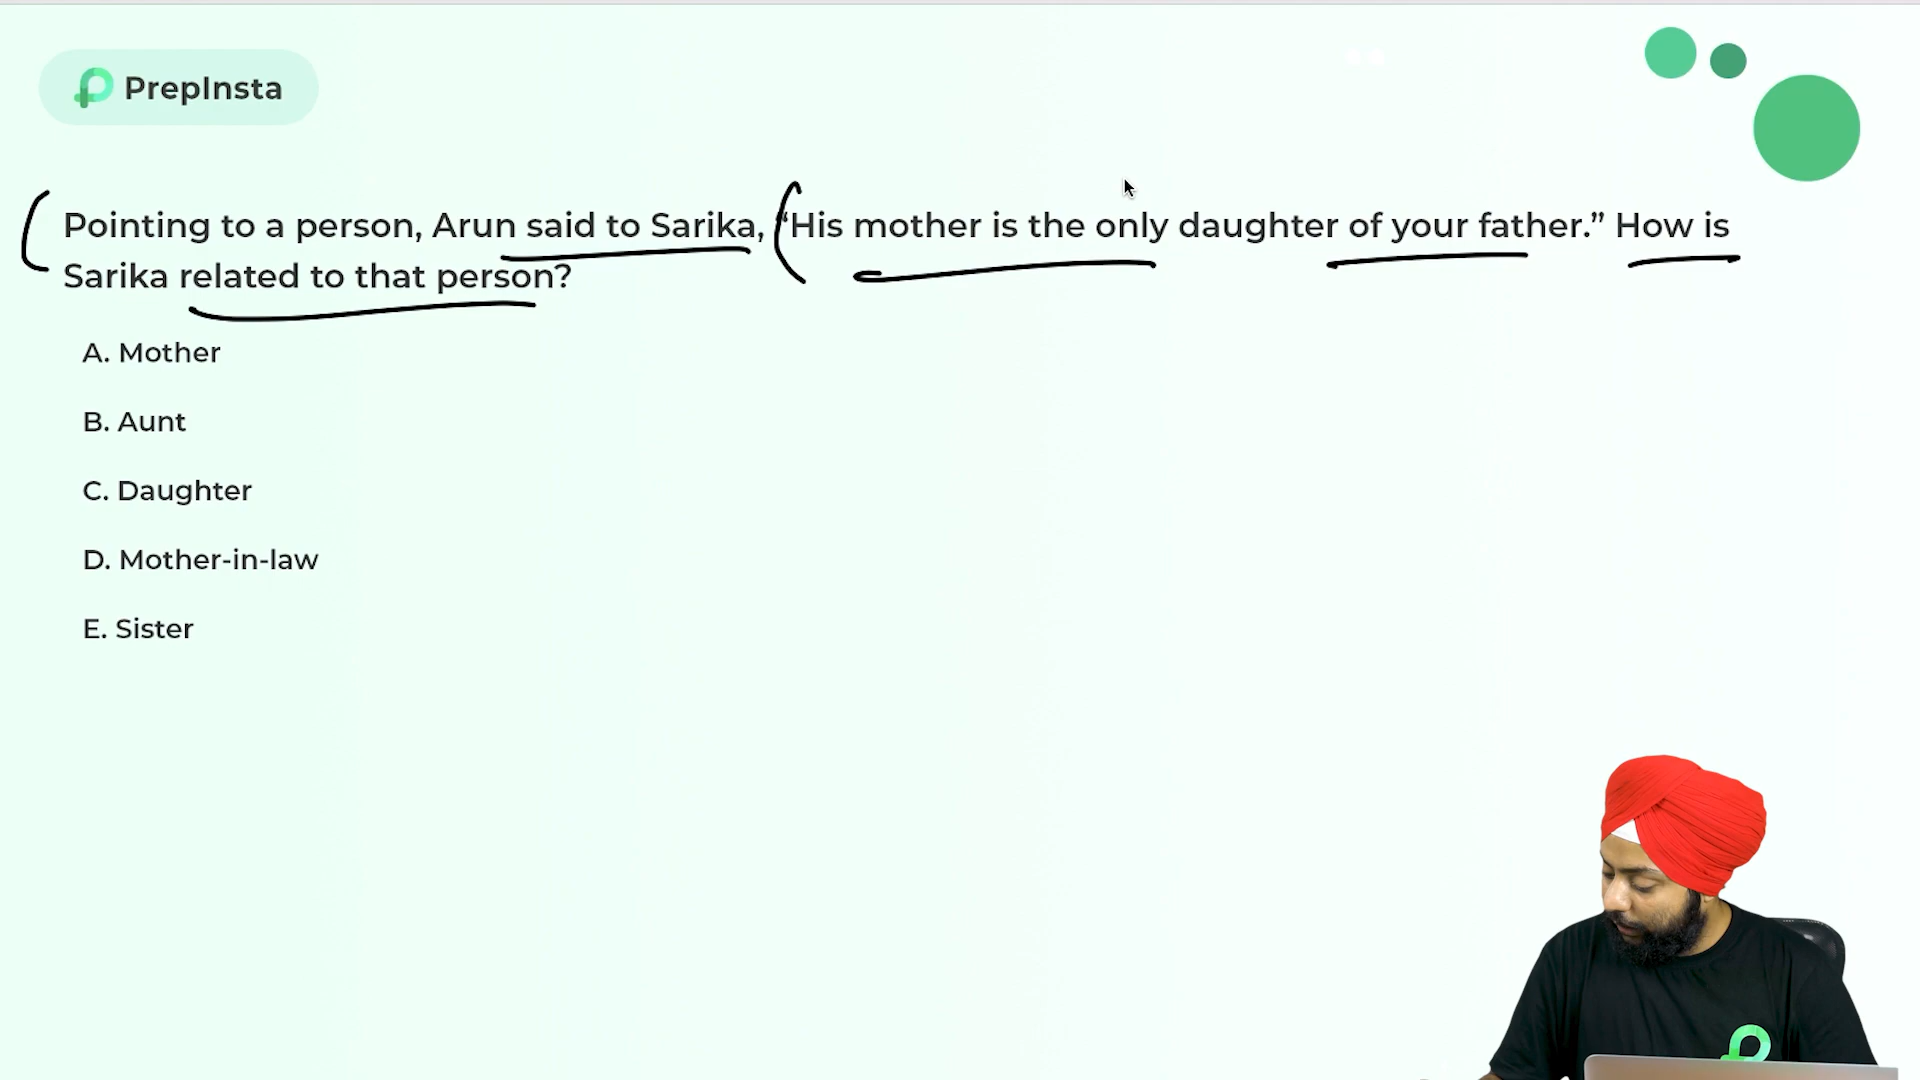 PrepInsta
Pointing to a person, Arun said to Sarika, “His mother is the only daughter of your father.” How is
Sarika related to that person?
A. Mother
B. Aunt
C. Daughter
D. Mother-in-law
E. Sister